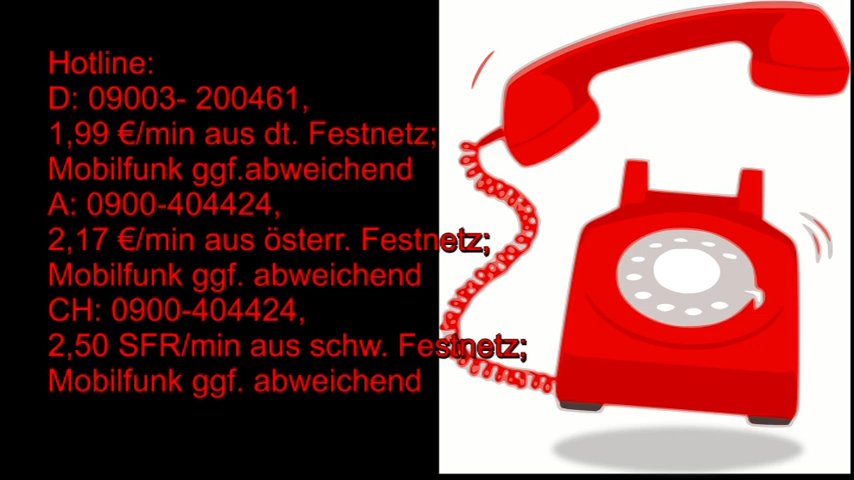 Hotline:
D: 09003- 200461,
1,99 €/min aus dt. Festnetz;
Mobilfunk ggf.abweichend
A: 0900-404424,
2,17 €/min aus österr. Festnetz;
Mobilfunk ggf. abweichend
CH: 0900-404424,
2,50 SFR/min aus schw. Festnetz;
Mobilfunk ggf. abweichend